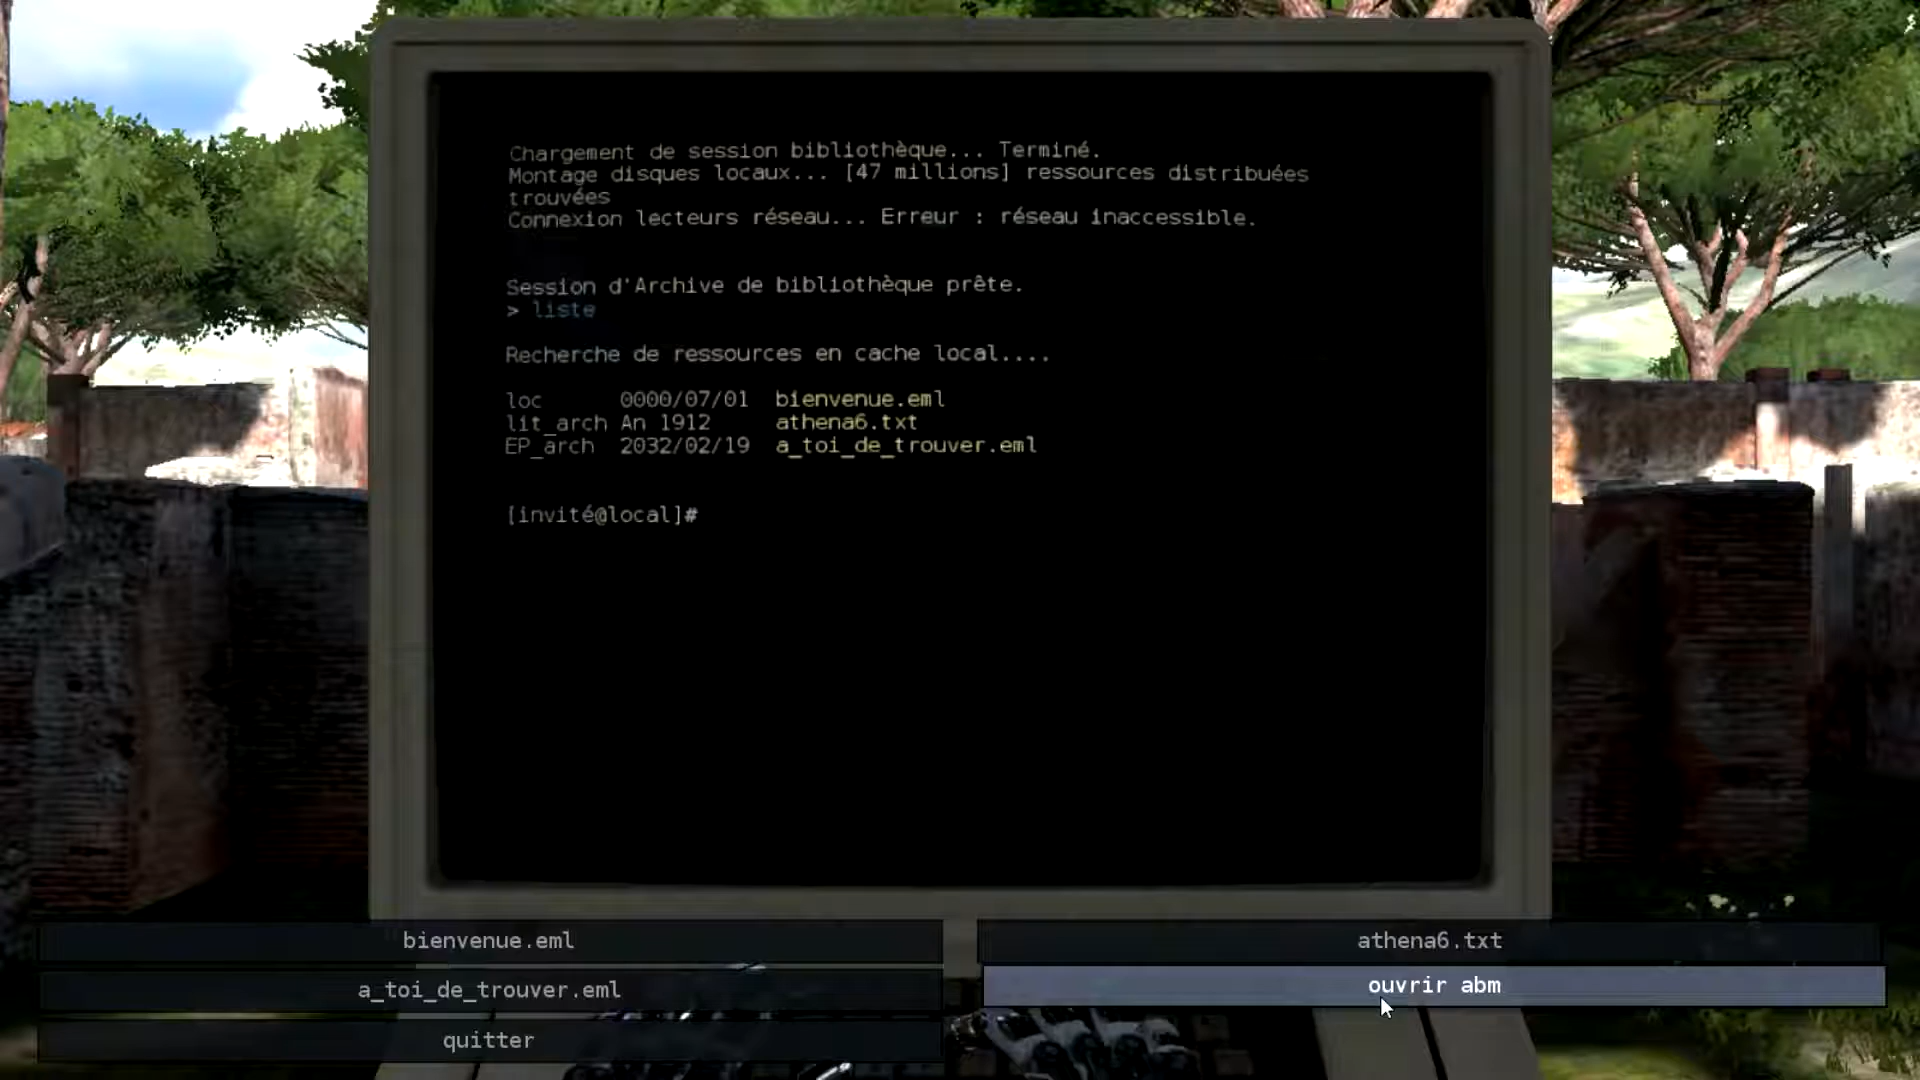 Chargement de session bibliothèque... Terminé.
Montage disques locaux... [47 millions] ressources distribuées
trouvées
Connexion lecteurs réseau... Erreur : réseau inaccessible.
Session d'Archive de bibliothèque prête.
> liste
Recherche de ressources en cache local....
loc 0000/07/01 bienvenue.eml
lit_arch An 1912 athena6.txt
EP_arch 2032/02/19 a_toi_de_trouver.eml
[invité@local]#
bienvenue.eml
athena6.txt
a_toi_de_trouver.eml
ouvrir abm
quitter